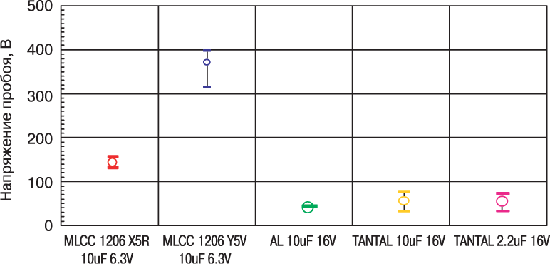 Напряжение пробоя, В
500
400
300
200
100
0
MLCC 1206 X5R
10uF 6.3V
MLCC 1206 Y5V
10uF 6.3V
AL 10uF 16V
TANTAL 10uF 16V
TANTAL 2.2uF 16V